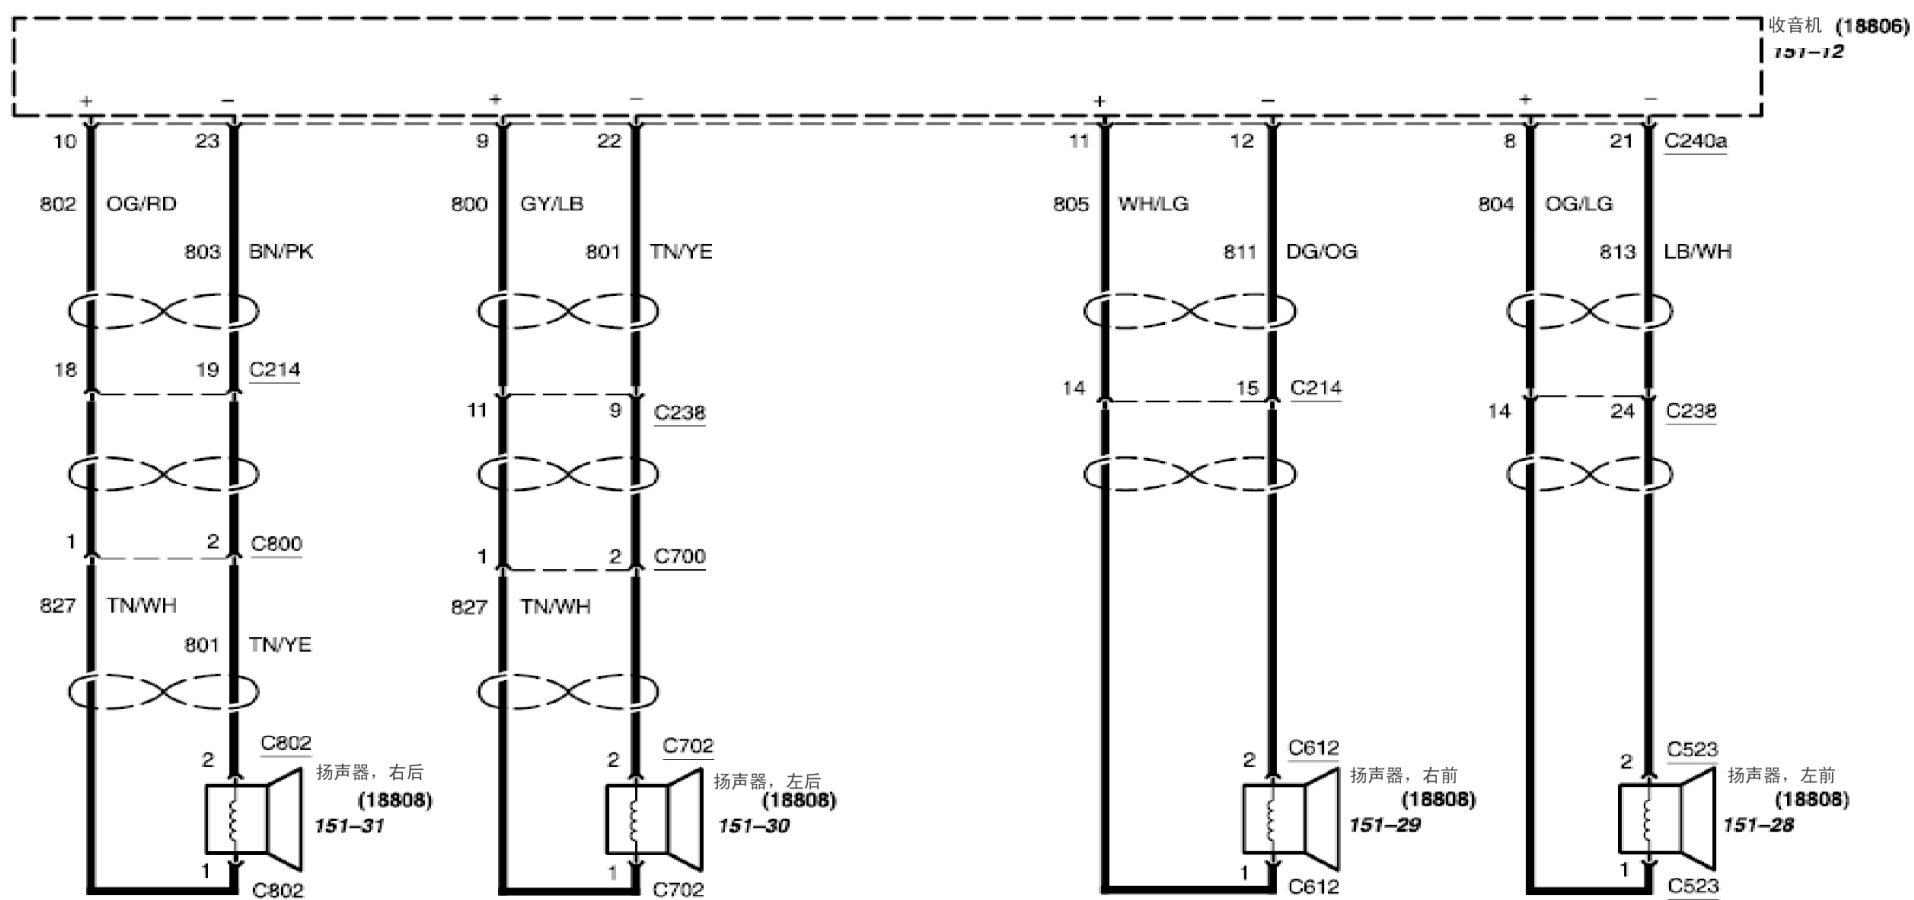 收音机 (18806)
151–12
+ – + – + – + –
10 23 9 22 11 12 8 21 C240a
802 OG/RD 800 GY/LB 805 WH/LG 804 OG/LG
803 BN/PK 801 TN/YE 811 DG/OG 813 LB/WH
18 19 C214 14 15 C214
11 9 C238 14 24 C238
1 2 C800 1 2 C700
827 TN/WH 827 TN/WH
801 TN/YE
2 C802 2 C702 2 C612 2 C523
扬声器，右后 扬声器，左后 扬声器，右前 扬声器，左前
(18808) (18808) (18808) (18808)
151–31 151–30 151–29 151–28
1 C802 1 C702 1 C612 1 C523